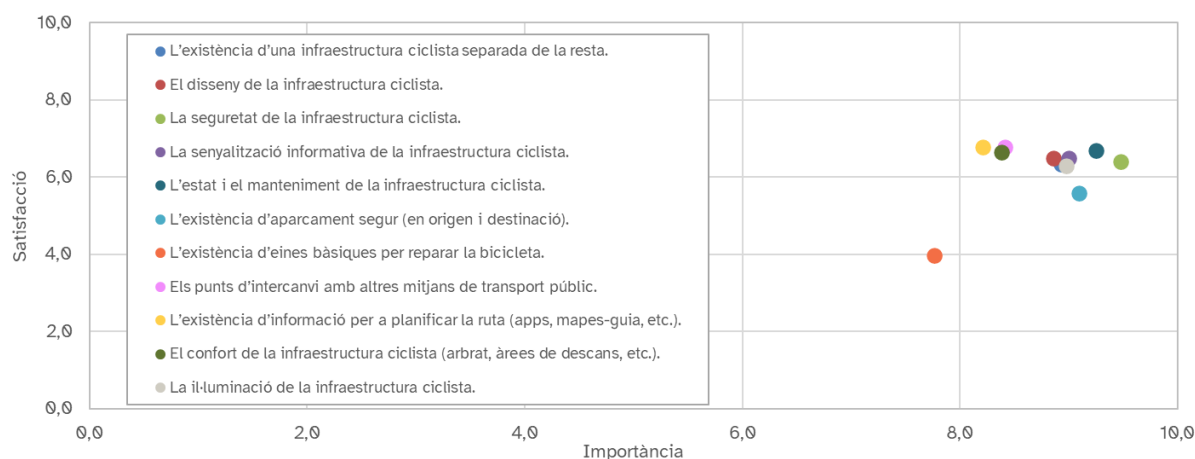 10,0
8,0
6,0
4,0
2,0
0,0
Satisfacció
L'existència d'una infraestructura ciclista separada de la resta.
El disseny de la infraestructura ciclista.
La seguretat de la infraestructura ciclista.
La senyalització informativa de la infraestructura ciclista.
L'estat i el manteniment de la infraestructura ciclista.
L'existència d'aparcament segur (en origen i destinació).
L'existència d'eines bàsiques per reparar la bicicleta.
Els punts d'intercanvi amb altres mitjans de transport públic.
L'existència d'informació per a planificar la ruta (apps, mapes-guia, etc.).
El confort de la infraestructura ciclista (arbrat, àrees de descans, etc.).
La il·luminació de la infraestructura ciclista.
0,0 2,0 4,0 6,0 8,0 10,0
Importància